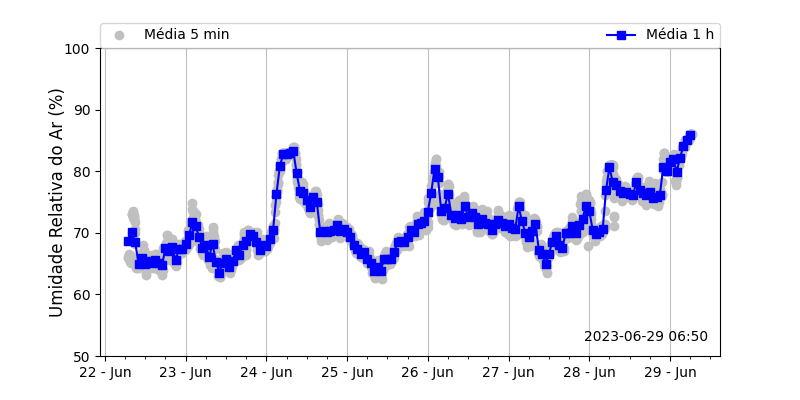 Média 5 min
Média 1 h
Umidade Relativa do Ar (%)
100
90
80
70
60
50
2023-06-29 06:50
22 - Jun
23 - Jun
24 - Jun
25 - Jun
26 - Jun
27 - Jun
28 - Jun
29 - Jun